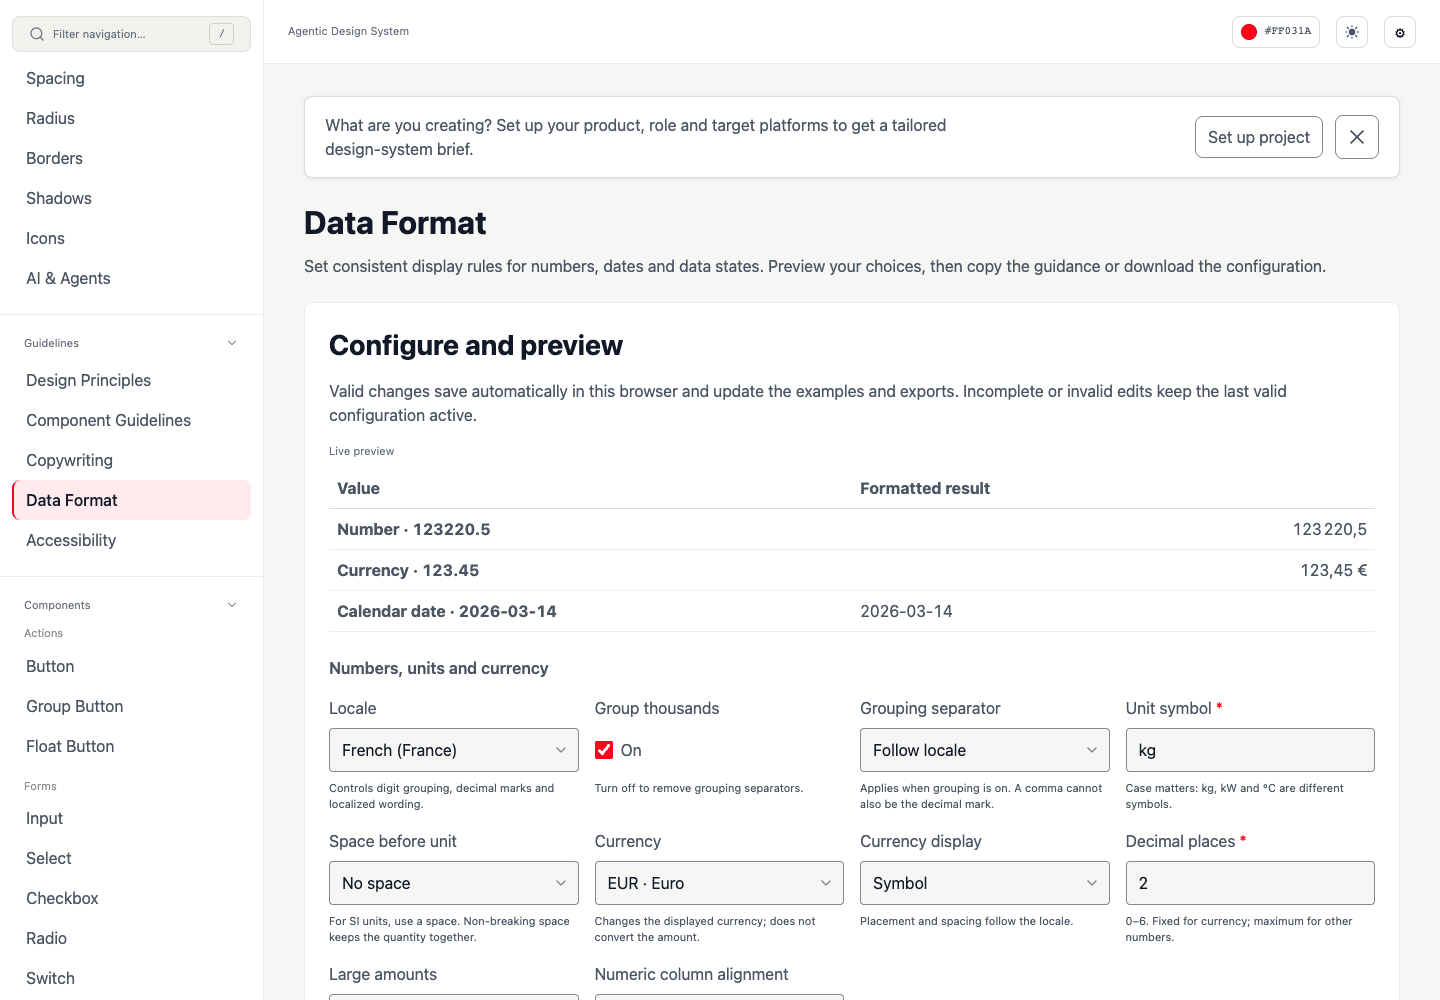 Filter navigation...
/
Spacing
Radius
Borders
Shadows
Icons
AI & Agents
Guidelines
Design Principles
Component Guidelines
Copywriting
Data Format
Accessibility
Components
Actions
Button
Group Button
Float Button
Forms
Input
Select
Checkbox
Radio
Switch
Agentic Design System
#FF031A
What are you creating? Set up your product, role and target platforms to get a tailored
design-system brief.
Set up project
Data Format
Set consistent display rules for numbers, dates and data states. Preview your choices, then copy the guidance or download the configuration.
Configure and preview
Valid changes save automatically in this browser and update the examples and exports. Incomplete or invalid edits keep the last valid
configuration active.
Live preview
Value Formatted result
Number · 123220.5 123 220,5
Currency · 123.45 123,45 €
Calendar date · 2026-03-14 2026-03-14
Numbers, units and currency
Locale Group thousands Grouping separator Unit symbol *
French (France) On Follow locale kg
Controls digit grouping, decimal marks and
localized wording.
Turn off to remove grouping separators.
Applies when grouping is on. A comma cannot
also be the decimal mark.
Case matters: kg, kW and °C are different
symbols.
Space before unit Currency Currency display Decimal places *
No space EUR · Euro Symbol 2
For SI units, use a space. Non-breaking space
keeps the quantity together.
Changes the displayed currency; does not
convert the amount.
Placement and spacing follow the locale.
0–6. Fixed for currency; maximum for other
numbers.
Large amounts Numeric column alignment